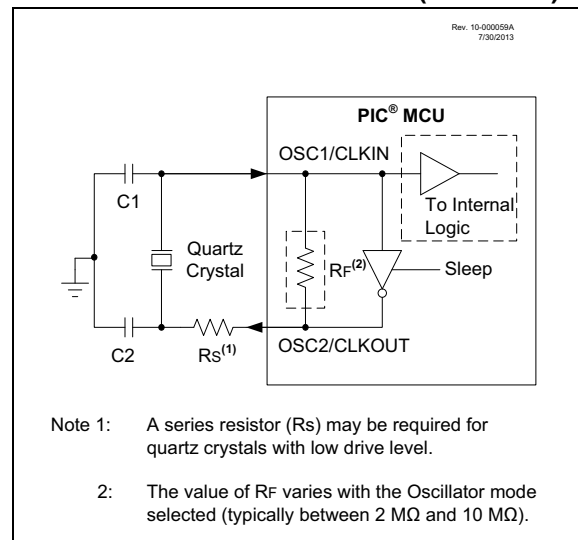 Rev. 10-000059A
7/30/2013
PIC® MCU
OSC1/CLKIN
C1
To Internal
Logic
Quartz
Crystal
RF(2)
Sleep
C2
RS(1)
OSC2/CLKOUT
Note 1: A series resistor (Rs) may be required for
quartz crystals with low drive level.
2: The value of RF varies with the Oscillator mode
selected (typically between 2 MΩ and 10 MΩ).